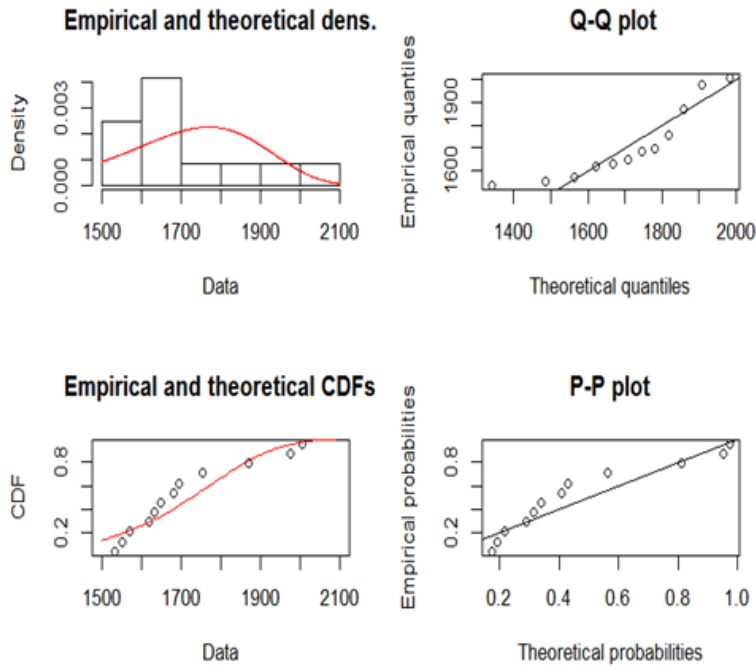 Empirical and theoretical dens.
Density
0.003
0.000
1500
1700
1900
2100
Data
Q-Q plot
Empirical quantiles
1900
1600
1400
1600
1800
2000
Theoretical quantiles
Empirical and theoretical CDFs
CDF
0.8
0.2
1500
1700
1900
2100
Data
P-P plot
Empirical probabilities
0.8
0.2
0.2
0.4
0.6
0.8
1.0
Theoretical probabilities